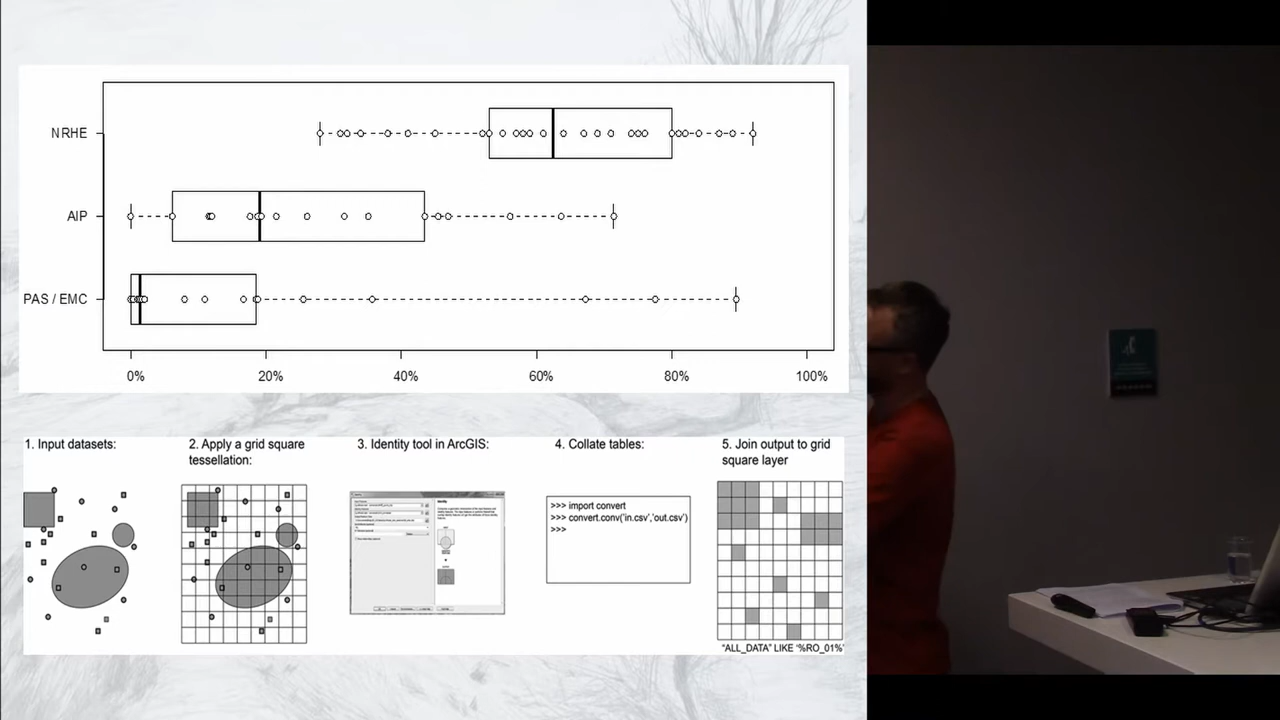 NRHE
AIP
PAS / EMC
0%
20%
40%
60%
80%
100%
1. Input datasets:
2. Apply a grid square
tessellation:
3. Identity tool in ArcGIS:
4. Collate tables:
>>> import convert
>>> convert.conv('in.csv','out.csv')
>>>
5. Join output to grid
square layer
"ALL_DATA" LIKE '%RO_01%'